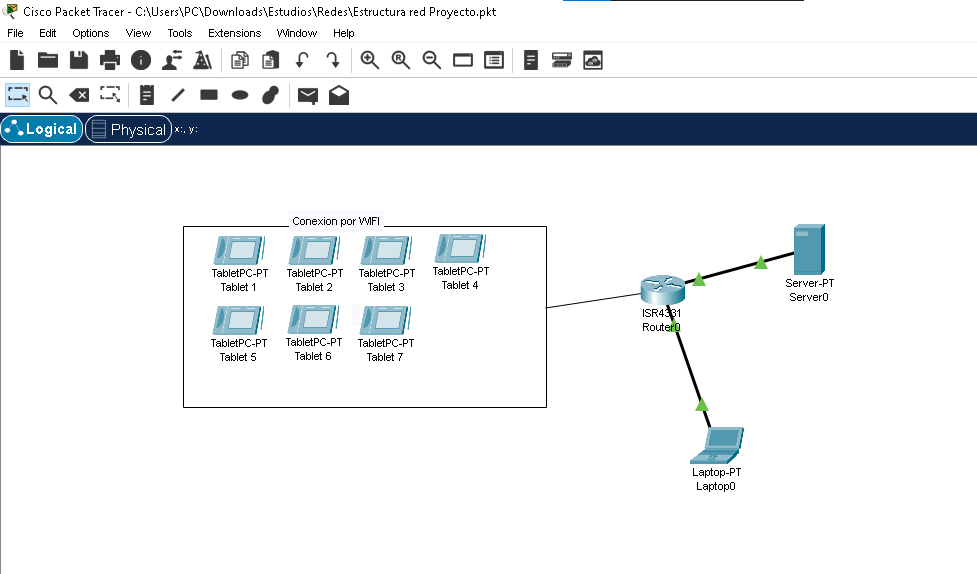 Cisco Packet Tracer - C:\Users\PC\Downloads\Estudios\Redes\Estructura red Proyecto.pkt
File Edit Options View Tools Extensions Window Help
Logical Physical x:, y:
Conexion por WIFI
TabletPC-PT TabletPC-PT TabletPC-PT TabletPC-PT
Tablet 1 Tablet 2 Tablet 3 Tablet 4
TabletPC-PT TabletPC-PT TabletPC-PT
Tablet 5 Tablet 6 Tablet 7
ISR4331
Router0
Server-PT
Server0
Laptop-PT
Laptop0